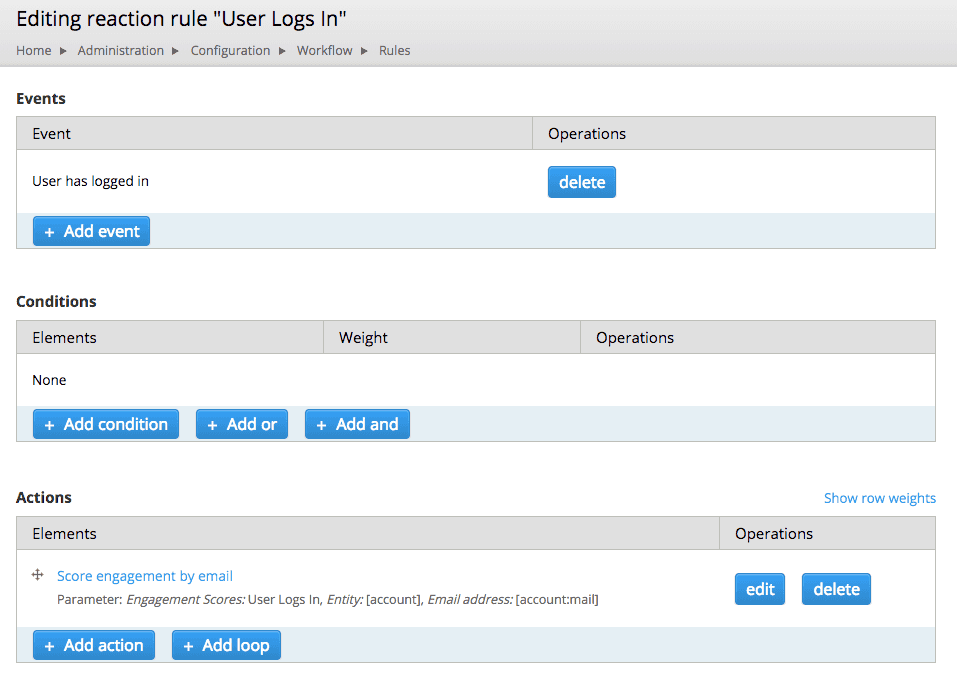 Editing reaction rule "User Logs In"
Home ▶ Administration ▶ Configuration ▶ Workflow ▶ Rules
Events
Event Operations
User has logged in delete
+ Add event
Conditions
Elements Weight Operations
None
+ Add condition + Add or + Add and
Actions Show row weights
Elements Operations
Score engagement by email
Parameter: Engagement Scores: User Logs In, Entity: [account], Email address: [account:mail]
edit delete
+ Add action + Add loop